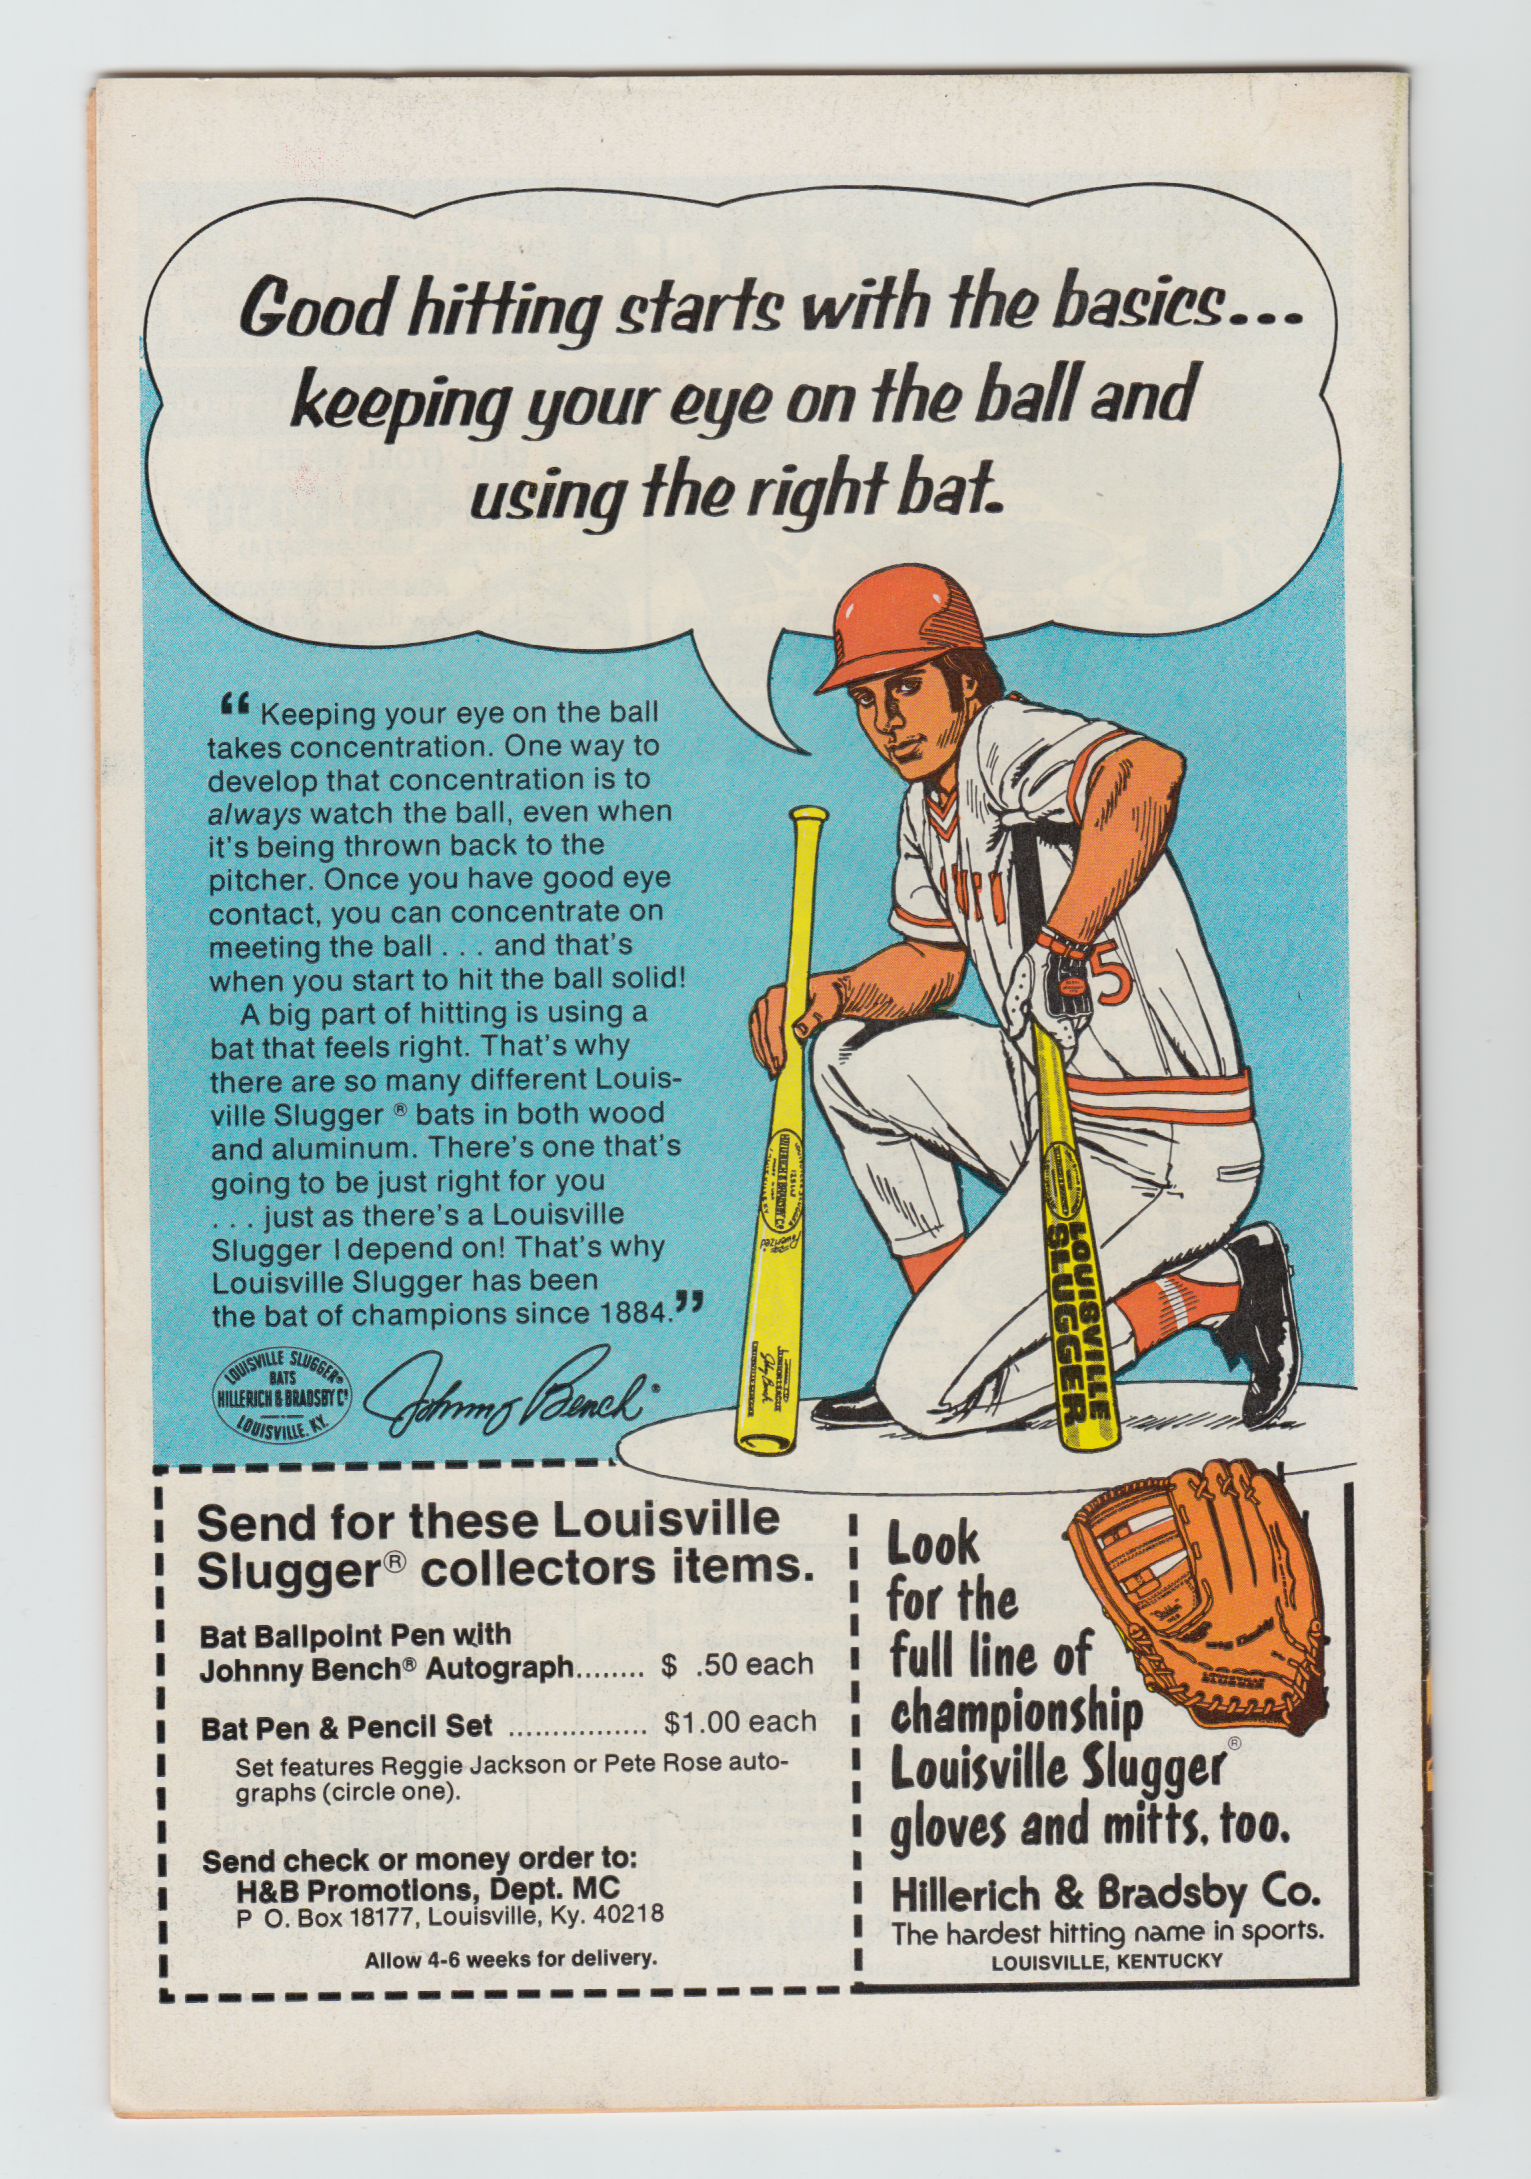 Good hitting starts with the basics...
keeping your eye on the ball and
using the right bat.
“ Keeping your eye on the ball
takes concentration. One way to
develop that concentration is to
always watch the ball, even when
it's being thrown back to the
pitcher. Once you have good eye
contact, you can concentrate on
meeting the ball . . . and that's
when you start to hit the ball solid!
A big part of hitting is using a
bat that feels right. That's why
there are so many different Louis-
ville Slugger ® bats in both wood
and aluminum. There's one that's
going to be just right for you
. . . just as there's a Louisville
Slugger I depend on! That's why
Louisville Slugger has been
the bat of champions since 1884.”
LOUISVILLE SLUGGER®
BATS
HILLERICH & BRADSBY Co
LOUISVILLE. KY.
Johnny Bench
5
HILLERICH & BRADSBY Co
Powerized
Johnny Bench
LOUISVILLE
SLUGGER
Send for these Louisville
Slugger® collectors items.
Bat Ballpoint Pen with
Johnny Bench® Autograph........ $ .50 each
Bat Pen & Pencil Set ................ $1.00 each
Set features Reggie Jackson or Pete Rose auto-
graphs (circle one).
Send check or money order to:
H&B Promotions, Dept. MC
P O. Box 18177, Louisville, Ky. 40218
Allow 4-6 weeks for delivery.
Look
for the
full line of
championship
Louisville Slugger®
gloves and mitts, too.
Hillerich & Bradsby Co.
The hardest hitting name in sports.
LOUISVILLE, KENTUCKY